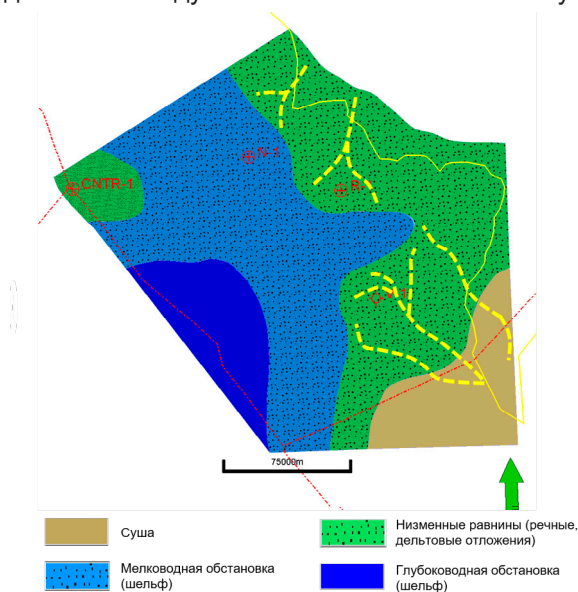 CNTR-1
75000m
Суша
Низменные равнины (речные,
дельтовые отложения)
Мелководная обстановка
(шельф)
Глубоководная обстановка
(шельф)